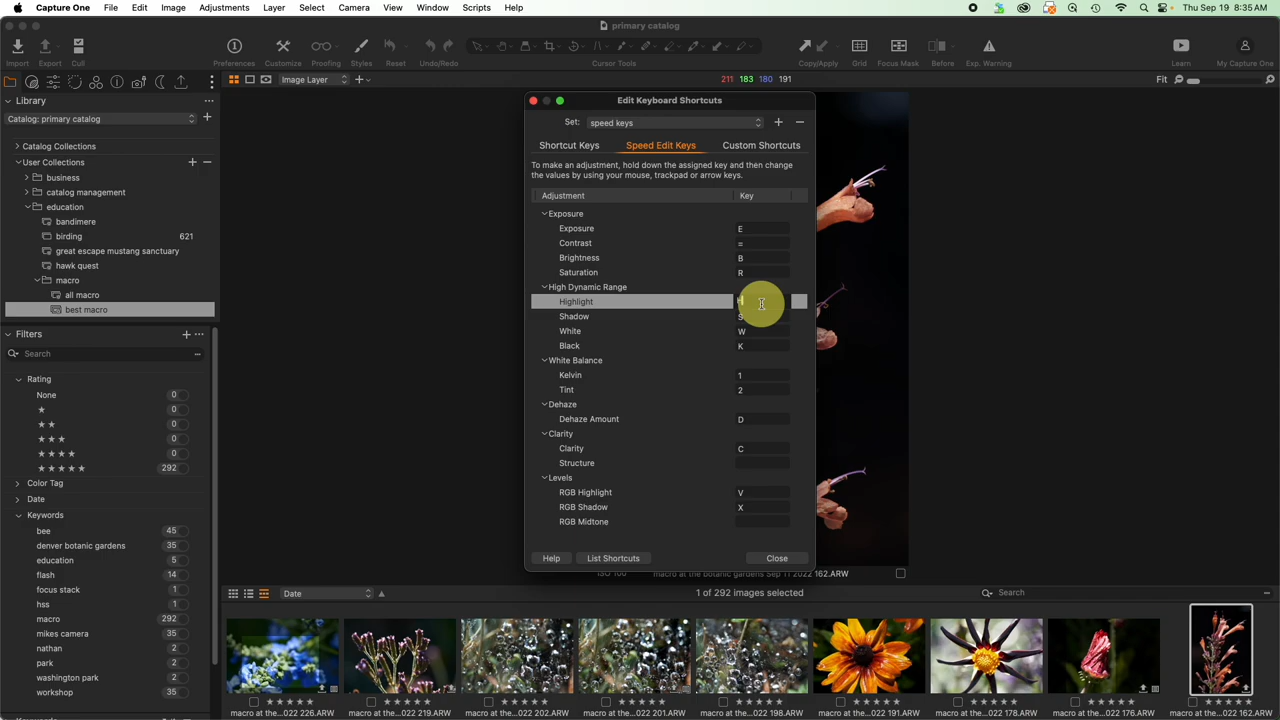 Capture One File Edit Image Adjustments Layer Select Camera View Window Scripts Help Thu Sep 19 8:35 AM
primary catalog
Import Export Cull Preferences Customize Proofing Styles Reset Undo/Redo Cursor Tools Copy/Apply Grid Focus Mask Before Exp. Warning Learn My Capture One
Image Layer 211 183 180 191 Fit
Library
Catalog: primary catalog
Catalog Collections
User Collections
business
catalog management
education
bandimere
birding 621
great escape mustang sanctuary
hawk quest
macro
all macro
best macro
Filters
Search
Rating
None 0
★ 0
★ ★ 0
★ ★ ★ 0
★ ★ ★ ★ 0
★ ★ ★ ★ ★ 292
Color Tag
Date
Keywords
bee 45
denver botanic gardens 35
education 5
flash 14
focus stack 1
hss 1
macro 292
mikes camera 35
nathan 2
park 2
washington park 2
workshop 35
Edit Keyboard Shortcuts
Set: speed keys
Shortcut Keys Speed Edit Keys Custom Shortcuts
To make an adjustment, hold down the assigned key and then change
the values by using your mouse, trackpad or arrow keys.
Adjustment Key
Exposure
Exposure E
Contrast =
Brightness B
Saturation R
High Dynamic Range
Highlight
Shadow S
White W
Black K
White Balance
Kelvin 1
Tint 2
Dehaze
Dehaze Amount D
Clarity
Clarity C
Structure
Levels
RGB Highlight V
RGB Shadow X
RGB Midtone
Help List Shortcuts Close
ISO 100 macro at the botanic gardens Sep 11 2022 162.ARW
Date 1 of 292 images selected Search
macro at the...022 226.ARW macro at the...022 219.ARW macro at the...022 202.ARW macro at the...022 201.ARW macro at the...022 198.ARW macro at the...022 191.ARW macro at the...022 178.ARW macro at the...022 176.ARW macro at the...022 162.ARW